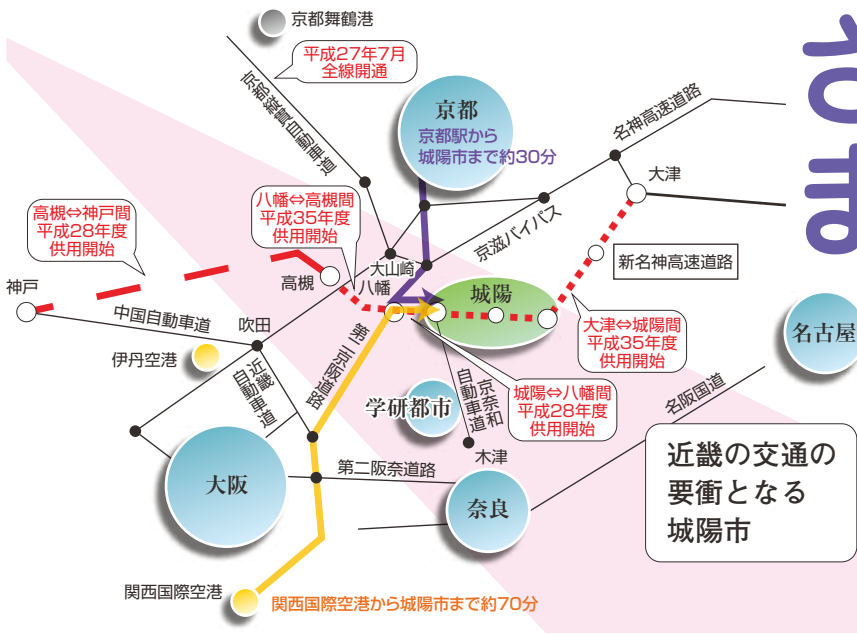 京都舞鶴港
平成27年7月
全線開通
京都縦貫自動車道
京都
京都駅から
城陽市まで約30分
名神高速道路
大津
高槻⇔神戸間
平成28年度
供用開始
八幡⇔高槻間
平成35年度
供用開始
京滋バイパス
新名神高速道路
大山崎
高槻
八幡
城陽
神戸
中国自動車道
吹田
伊丹空港
近畿
自動車道
第二京阪道路
大津⇔城陽間
平成35年度
供用開始
名古屋
学研都市
京奈和
自動車道
城陽⇔八幡間
平成28年度
供用開始
名阪国道
木津
大阪
第二阪奈道路
奈良
近畿の交通の
要衝となる
城陽市
関西国際空港
関西国際空港から城陽市まで約70分